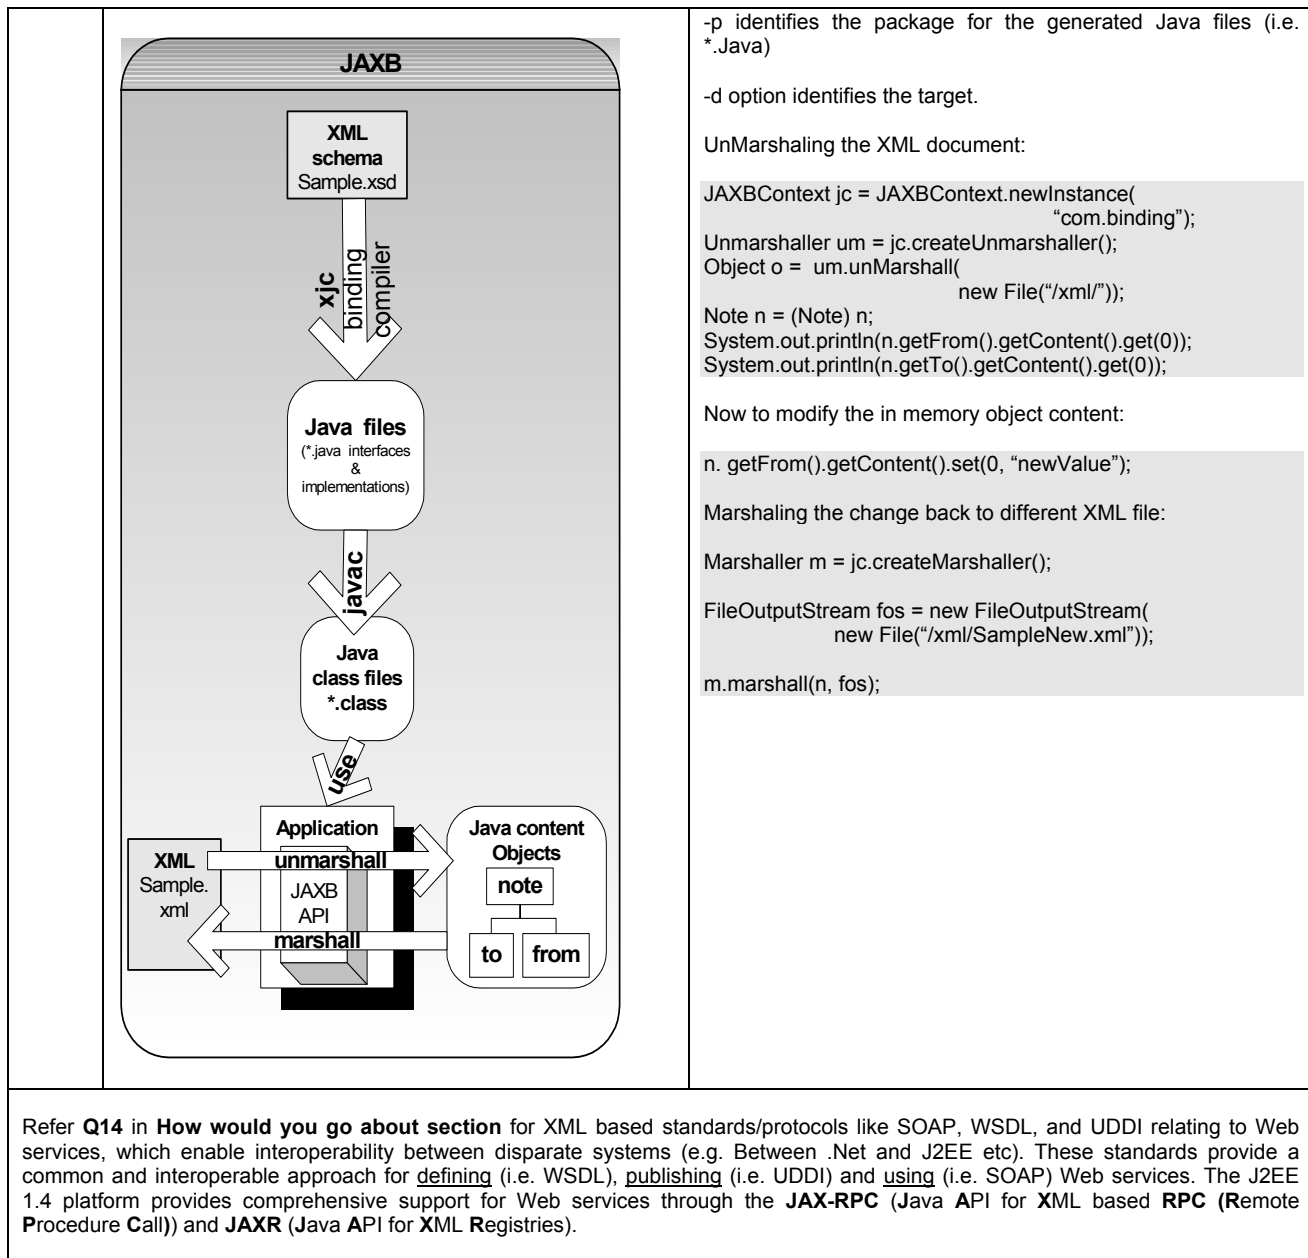 JAXB
XML
schema
Sample.xsd
xjc
binding
compiler
Java files
(*.java interfaces
&
implementations)
javac
Java
class files
*.class
use
Application
XML
Sample.
xml
unmarshall
JAXB
API
marshall
Java content
Objects
note
to
from
-p identifies the package for the generated Java files (i.e.
*.Java)
-d option identifies the target.
UnMarshaling the XML document:
JAXBContext jc = JAXBContext.newInstance(
“com.binding”);
Unmarshaller um = jc.createUnmarshaller();
Object o = um.unMarshall(
new File(“/xml/”));
Note n = (Note) n;
System.out.println(n.getFrom().getContent().get(0));
System.out.println(n.getTo().getContent().get(0));
Now to modify the in memory object content:
n. getFrom().getContent().set(0, “newValue”);
Marshaling the change back to different XML file:
Marshaller m = jc.createMarshaller();
FileOutputStream fos = new FileOutputStream(
new File(“/xml/SampleNew.xml”));
m.marshall(n, fos);
Refer Q14 in How would you go about section for XML based standards/protocols like SOAP, WSDL, and UDDI relating to Web
services, which enable interoperability between disparate systems (e.g. Between .Net and J2EE etc). These standards provide a
common and interoperable approach for defining (i.e. WSDL), publishing (i.e. UDDI) and using (i.e. SOAP) Web services. The J2EE
1.4 platform provides comprehensive support for Web services through the JAX-RPC (Java API for XML based RPC (Remote
Procedure Call)) and JAXR (Java API for XML Registries).